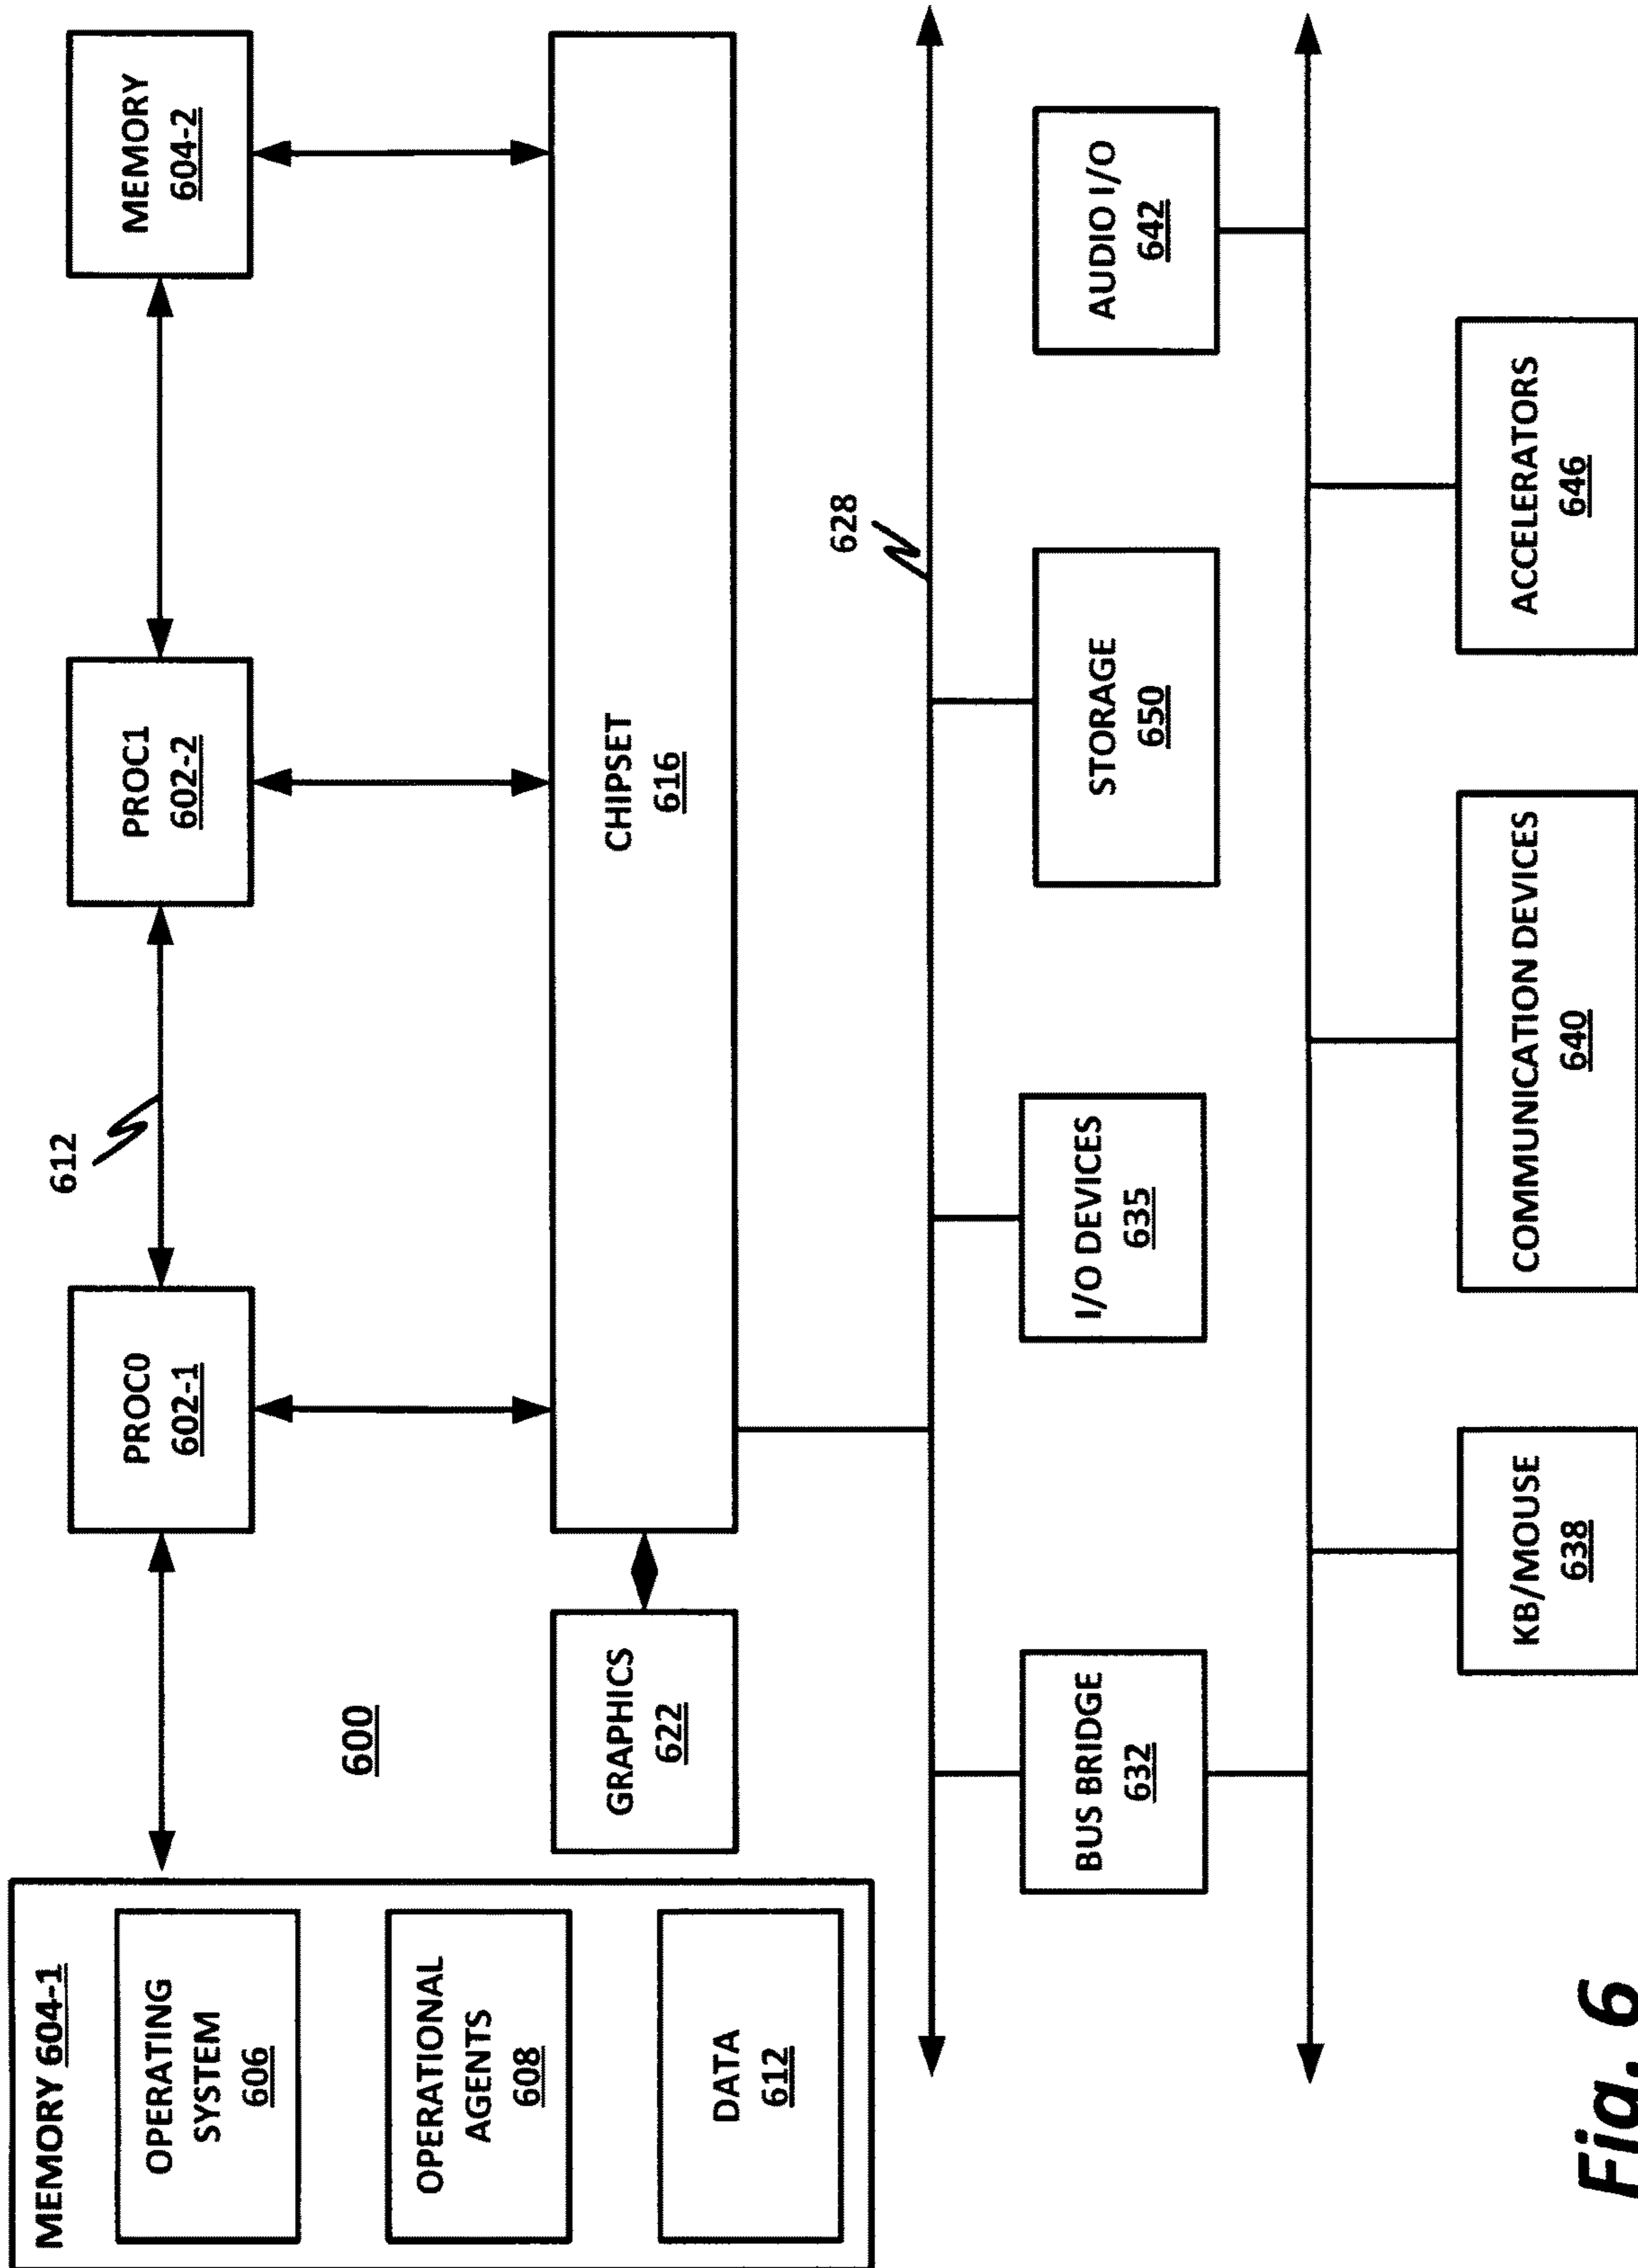 MEMORY 604-1
OPERATING
SYSTEM
606
OPERATIONAL
AGENTS
608
DATA
612
PROC0
602-1
612
PROC1
602-2
MEMORY
604-2
600
GRAPHICS
622
CHIPSET
616
628
BUS BRIDGE
632
I/O DEVICES
635
STORAGE
650
AUDIO I/O
642
KB/MOUSE
638
COMMUNICATION DEVICES
640
ACCELERATORS
646
Fig. 6